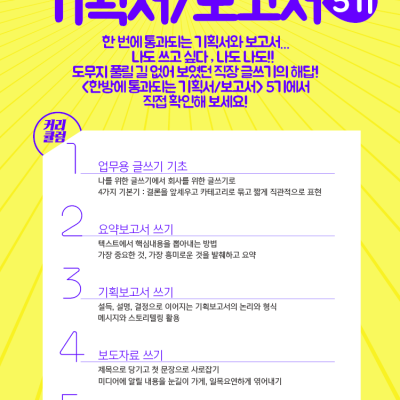 기획서/보고서 5기
한 번에 통과되는 기획서와 보고서...
나도 쓰고 싶다, 나도 나도!!
도무지 풀릴 길 없어 보였던 직장 글쓰기의 해답!
<한방에 통과되는 기획서/보고서> 5기에서
직접 확인해 보세요!
커리
큘럼
1 업무용 글쓰기 기초
나를 위한 글쓰기에서 회사를 위한 글쓰기로
4가지 기본기 : 결론을 앞세우고 카테고리로 묶고 짧게 직관적으로 표현
2 요약보고서 쓰기
텍스트에서 핵심내용을 뽑아내는 방법
가장 중요한 것, 가장 흥미로운 것을 발췌하고 요약
3 기획보고서 쓰기
설득, 설명, 결정으로 이어지는 기획보고서의 논리와 형식
메시지와 스토리텔링 활용
4 보도자료 쓰기
제목으로 당기고 첫 문장으로 사로잡기
미디어에 알릴 내용을 눈길이 가게, 일목요연하게 엮어내기